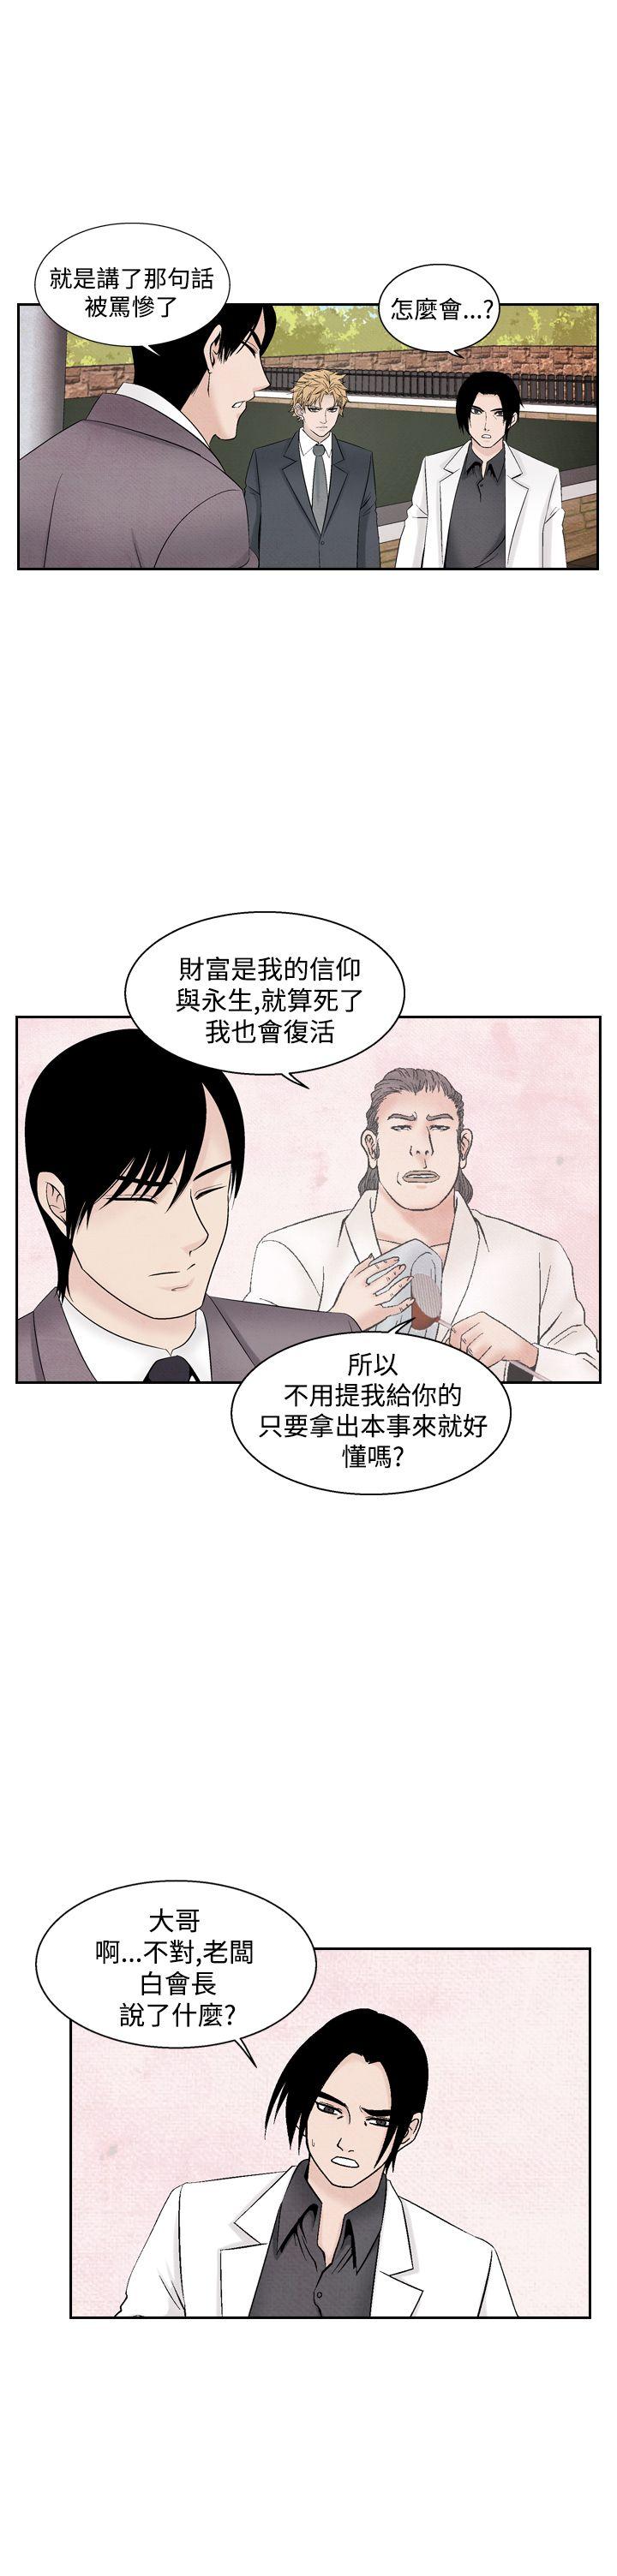 就是講了那句話
被罵慘了
怎麼會...?
財富是我的信仰
與永生,就算死了
我也會復活
所以
不用提我給你的
只要拿出本事來就好
懂嗎?
大哥
啊...不對,老闆
白會長
說了什麼?